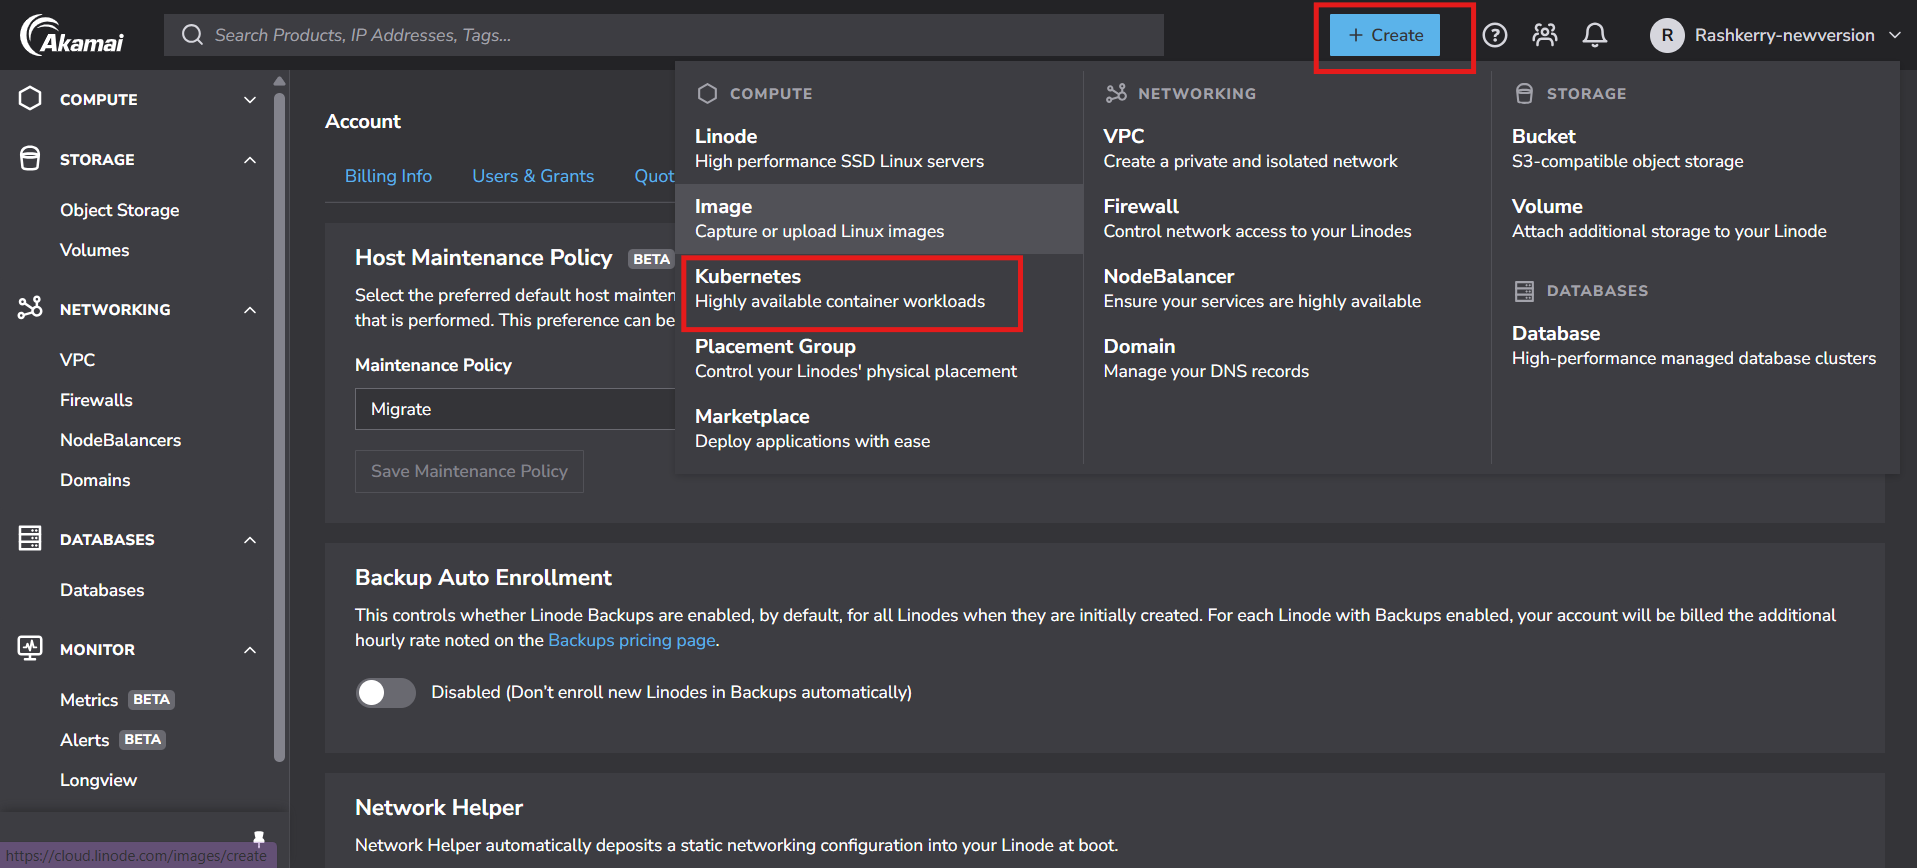 Akamai
Search Products, IP Addresses, Tags...
+ Create
?
R
Rashkerry-newversion
COMPUTE
STORAGE
Object Storage
Volumes
NETWORKING
VPC
Firewalls
NodeBalancers
Domains
DATABASES
Databases
MONITOR
Metrics BETA
Alerts BETA
Longview
https://cloud.linode.com/images/create
Account
Billing Info
Users & Grants
Quot
Host Maintenance Policy BETA
Select the preferred default host mainten
that is performed. This preference can be
Maintenance Policy
Migrate
Save Maintenance Policy
COMPUTE
Linode
High performance SSD Linux servers
Image
Capture or upload Linux images
Kubernetes
Highly available container workloads
Placement Group
Control your Linodes' physical placement
Marketplace
Deploy applications with ease
NETWORKING
VPC
Create a private and isolated network
Firewall
Control network access to your Linodes
NodeBalancer
Ensure your services are highly available
Domain
Manage your DNS records
STORAGE
Bucket
S3-compatible object storage
Volume
Attach additional storage to your Linode
DATABASES
Database
High-performance managed database clusters
Backup Auto Enrollment
This controls whether Linode Backups are enabled, by default, for all Linodes when they are initially created. For each Linode with Backups enabled, your account will be billed the additional
hourly rate noted on the Backups pricing page.
Disabled (Don't enroll new Linodes in Backups automatically)
Network Helper
Network Helper automatically deposits a static networking configuration into your Linode at boot.